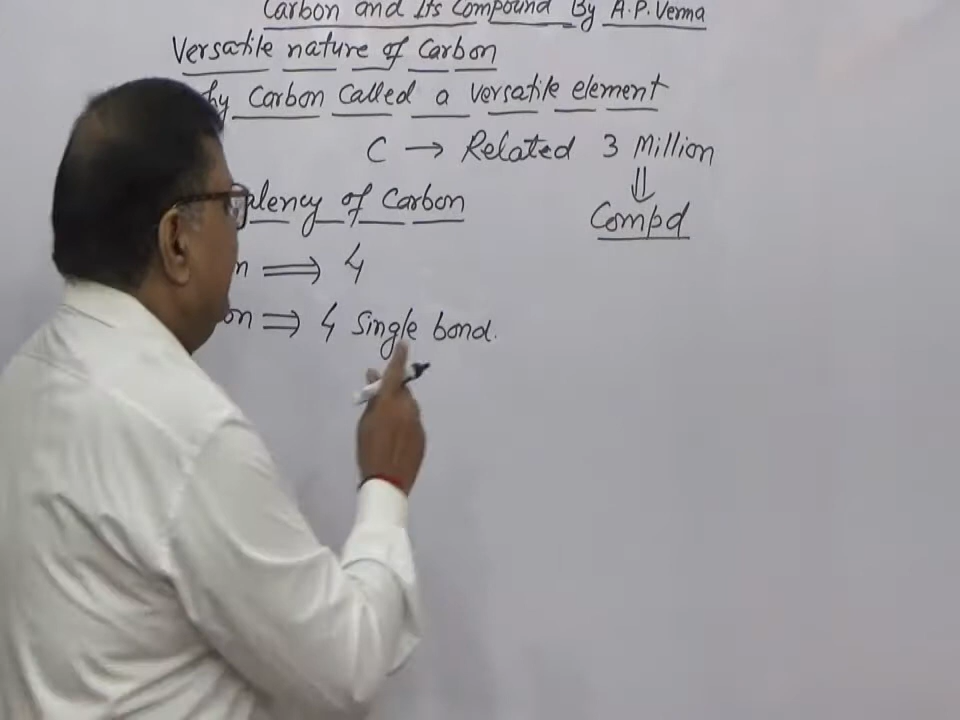 Carbon and Its Compound By A.P. Verma
Versatile nature of Carbon
Carbon Called a versatile element
C → Related 3 Million
⇓
of Carbon
Compd
⇒ 4
⇒ 4 Single bond.